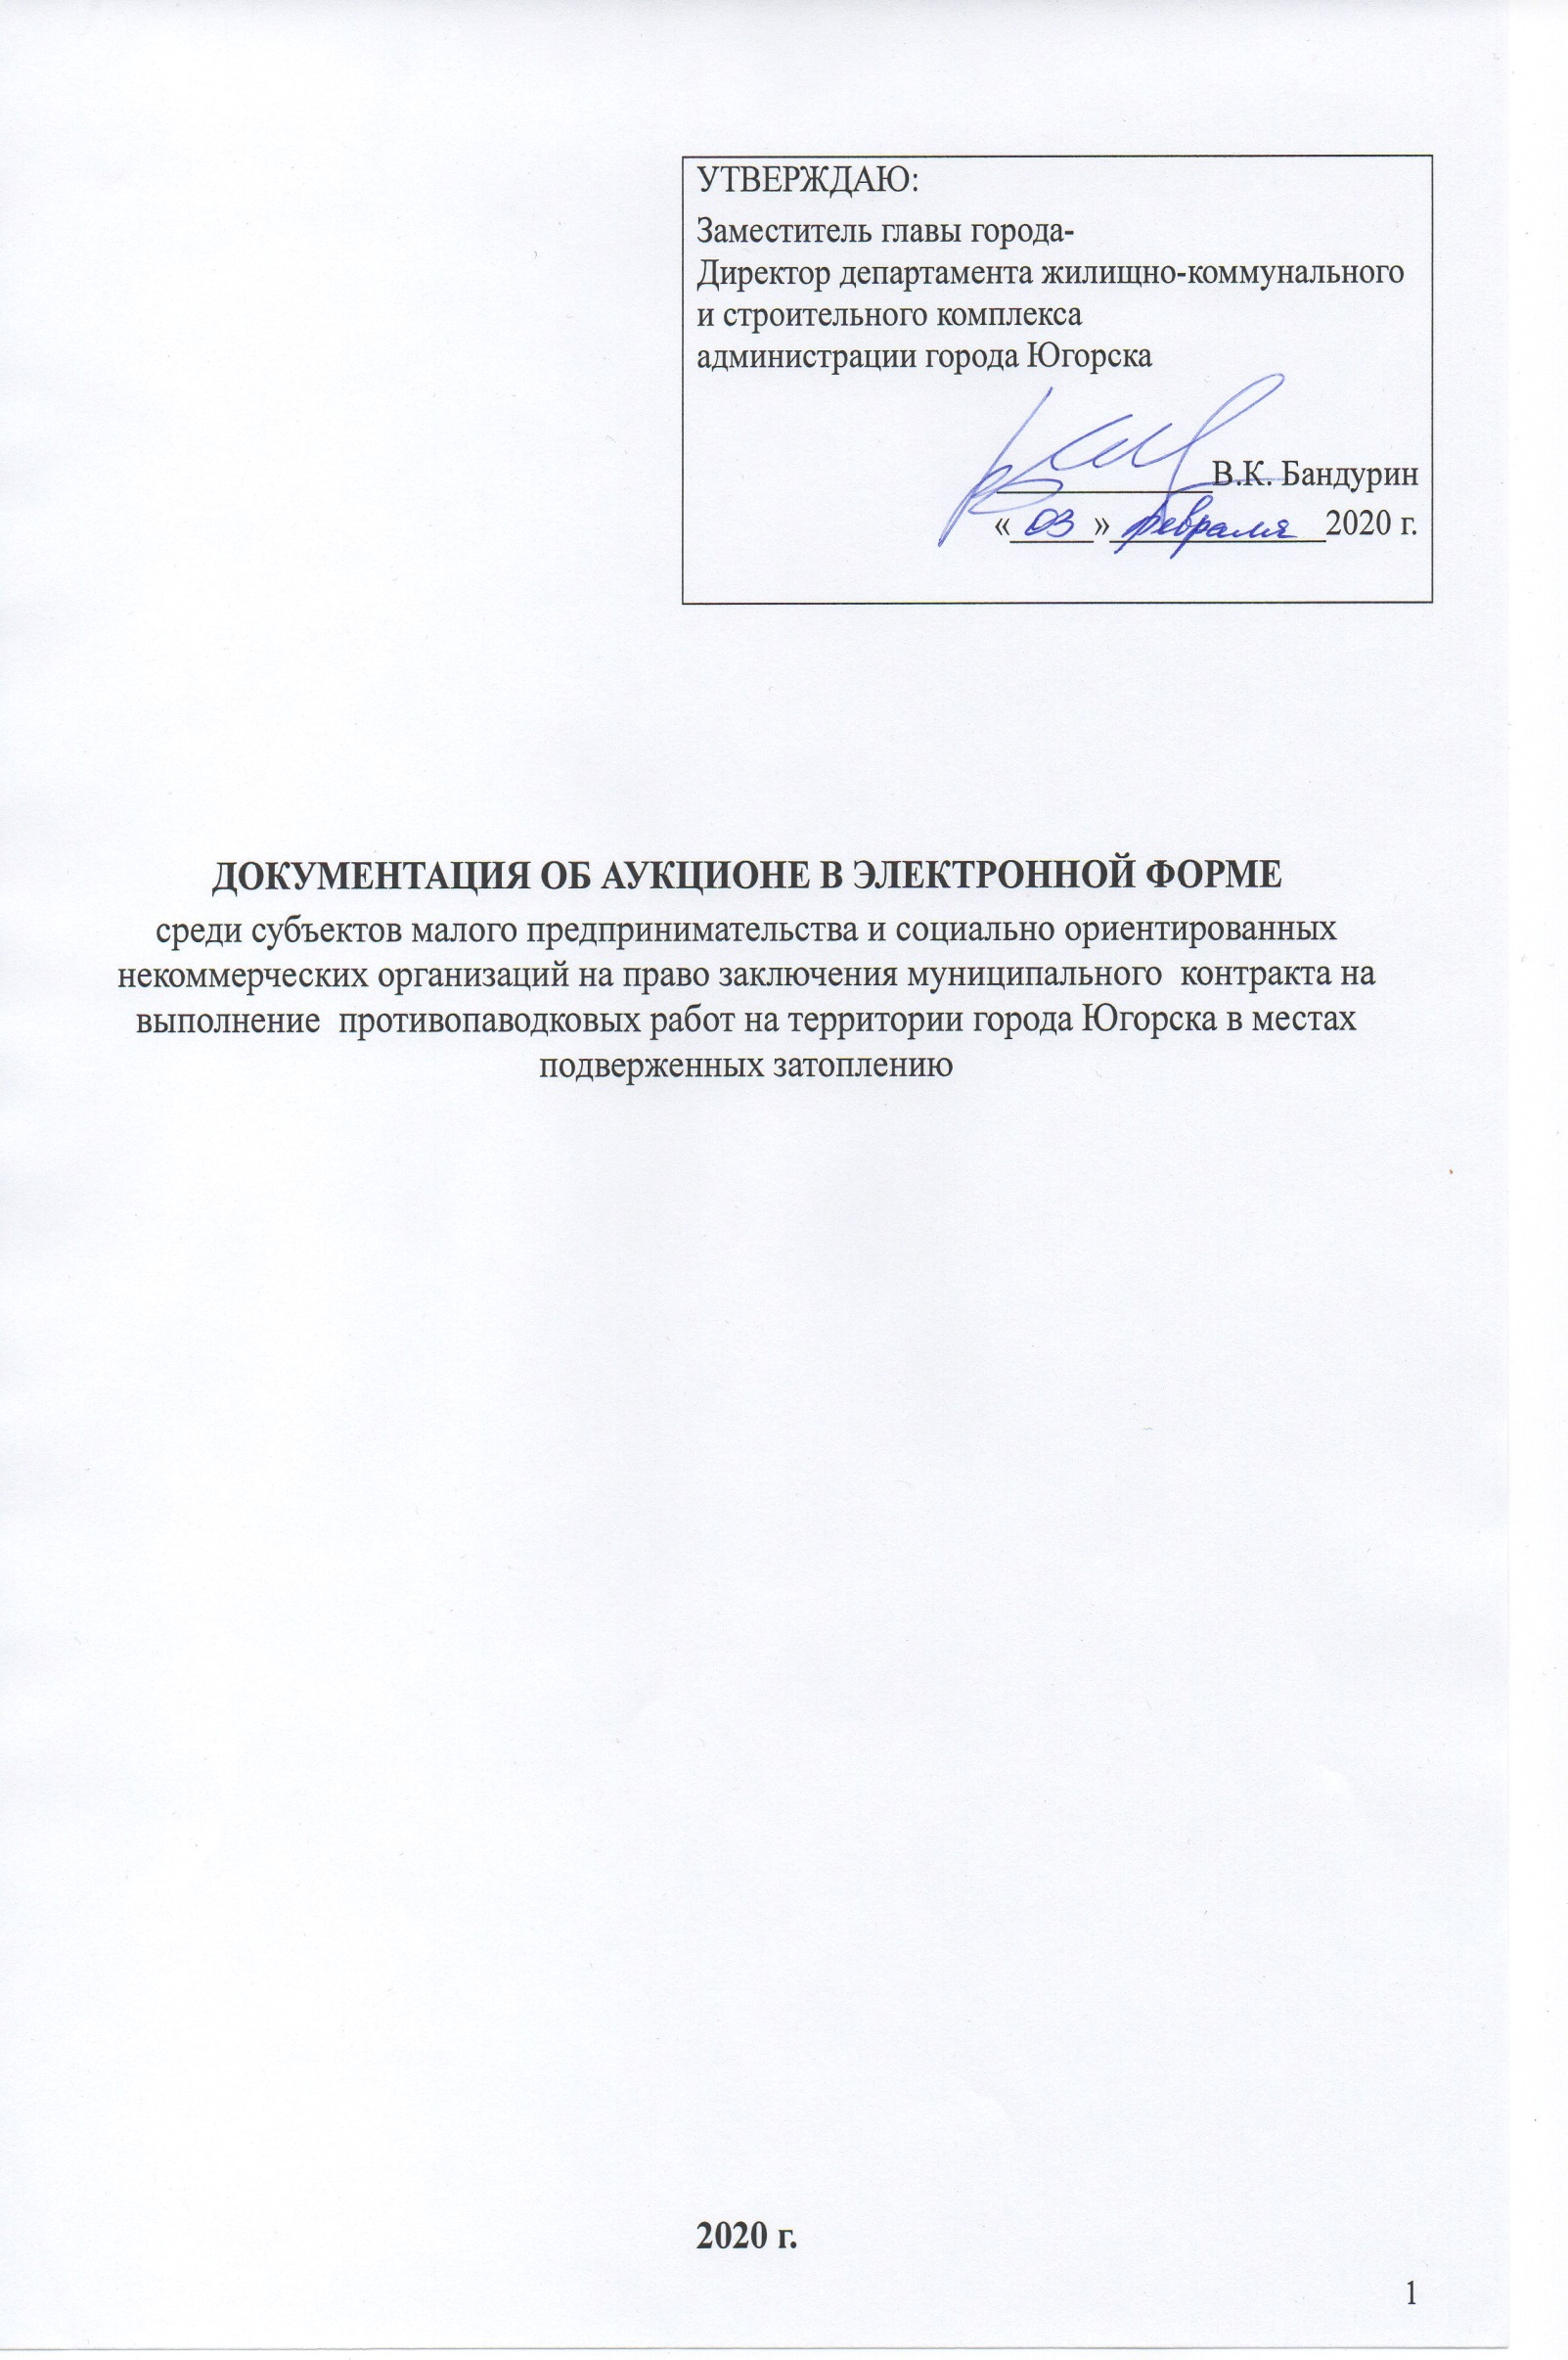 УТВЕРЖДАЮ:
Заместитель главы города-
Директор департамента жилищно-коммунального
и строительного комплекса
администрации города Югорска
_____________В.К. Бандурин
«03» февраля 2020 г.
ДОКУМЕНТАЦИЯ ОБ АУКЦИОНЕ В ЭЛЕКТРОННОЙ ФОРМЕ
среди субъектов малого предпринимательства и социально ориентированных
некоммерческих организаций на право заключения муниципального контракта на
выполнение противопаводковых работ на территории города Югорска в местах
подверженных затоплению
2020 г.
1